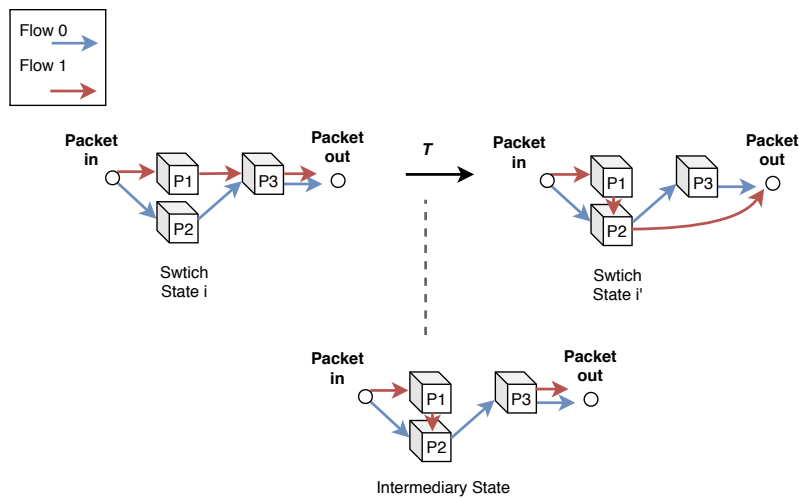 Flow 0
Flow 1
Packet
in
P1
P2
P3
Packet
out
Swtich
State i
T
Packet
in
P1
P2
P3
Packet
out
Swtich
State i'
Packet
in
P1
P2
P3
Packet
out
Intermediary State